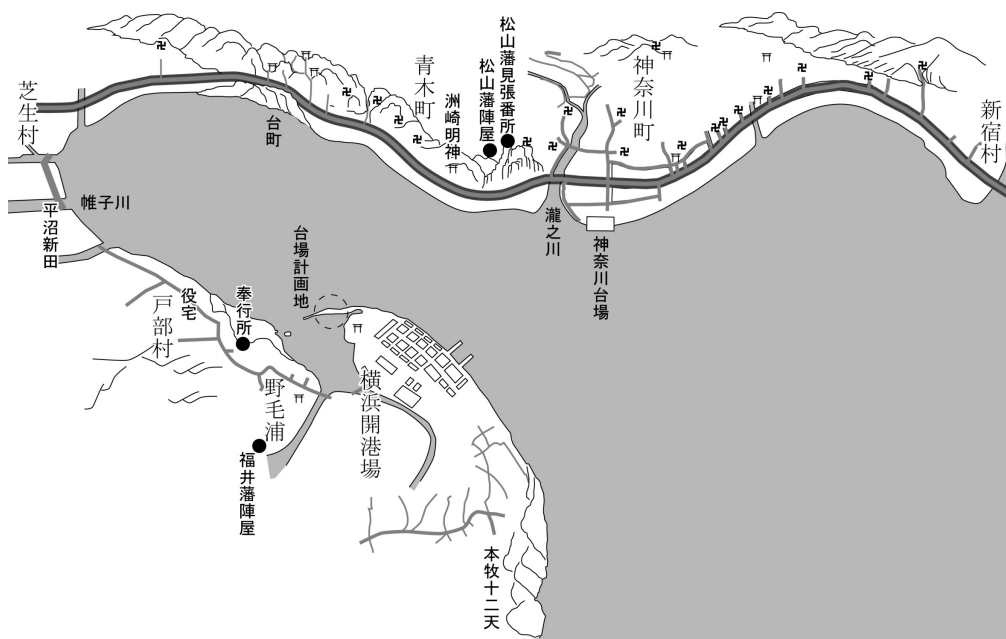 松山藩見張番所
松山藩陣屋
神奈川町
青木町
洲崎明神
新宿村
芝生村
台町
帷子川
平沼新田
瀧之川
神奈川台場
台場計画地
役宅
奉行所
戸部村
野毛浦
横浜開港場
福井藩陣屋
本牧十二天